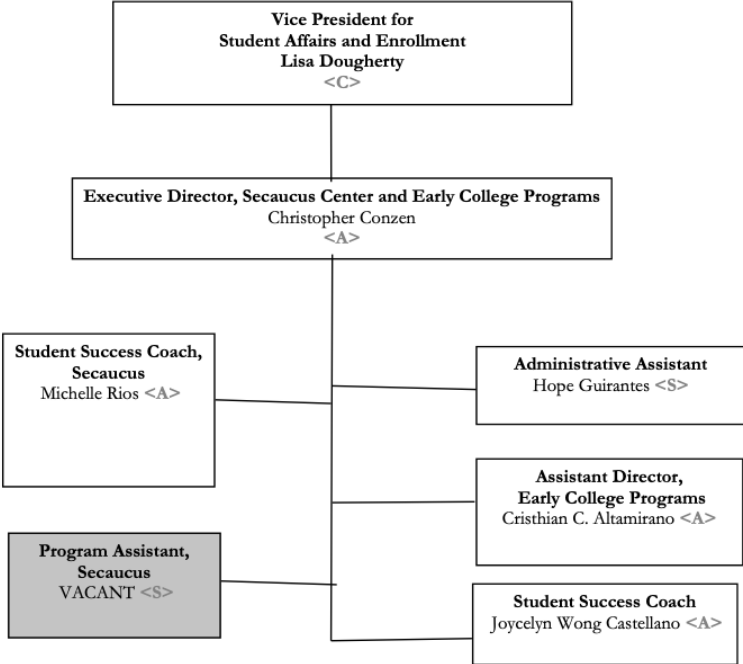 Vice President for
Student Affairs and Enrollment
Lisa Dougherty
<C>
Executive Director, Secaucus Center and Early College Programs
Christopher Conzen
<A>
Student Success Coach,
Secaucus
Michelle Rios <A>
Administrative Assistant
Hope Guirantes <S>
Assistant Director,
Early College Programs
Cristhian C. Altamirano <A>
Program Assistant,
Secaucus
VACANT <S>
Student Success Coach
Joycelyn Wong Castellano <A>